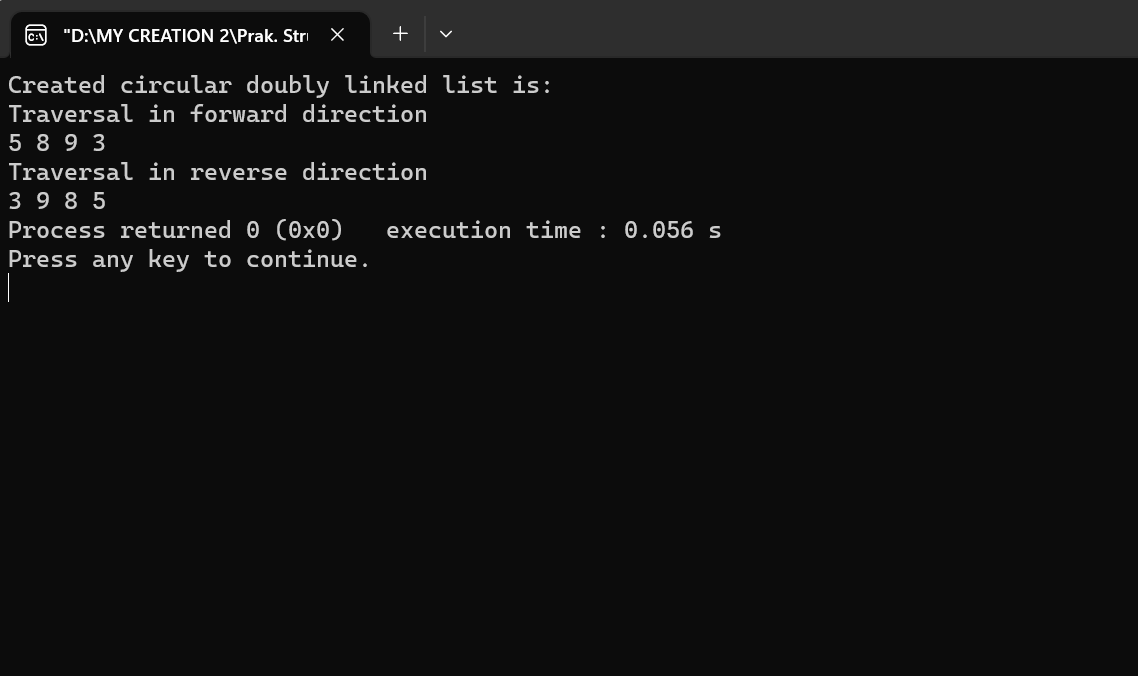 "D:\MY CREATION 2\Prak. Str
Created circular doubly linked list is:
Traversal in forward direction
5 8 9 3
Traversal in reverse direction
3 9 8 5
Process returned 0 (0x0)   execution time : 0.056 s
Press any key to continue.